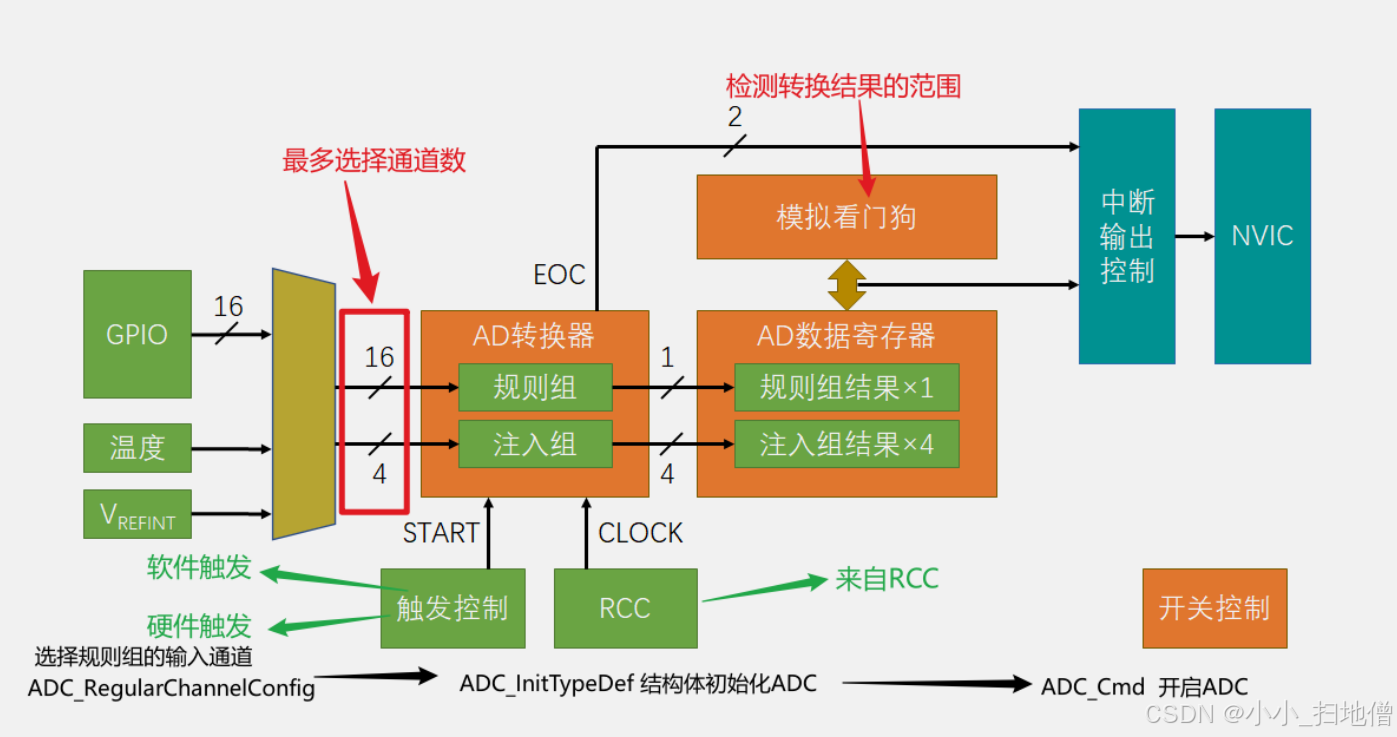 检测转换结果的范围
2
最多选择通道数
模拟看门狗
中断
输出
控制
NVIC
EOC
GPIO
16
16
AD转换器
1
AD数据寄存器
规则组
规则组结果×1
温度
注入组
注入组结果×4
4
4
VREFINT
START
CLOCK
软件触发
来自RCC
触发控制
RCC
开关控制
硬件触发
选择规则组的输入通道
ADC_RegularChannelConfig
ADC_InitTypeDef 结构体初始化ADC
ADC_Cmd 开启ADC
CSDN @小小_扫地僧